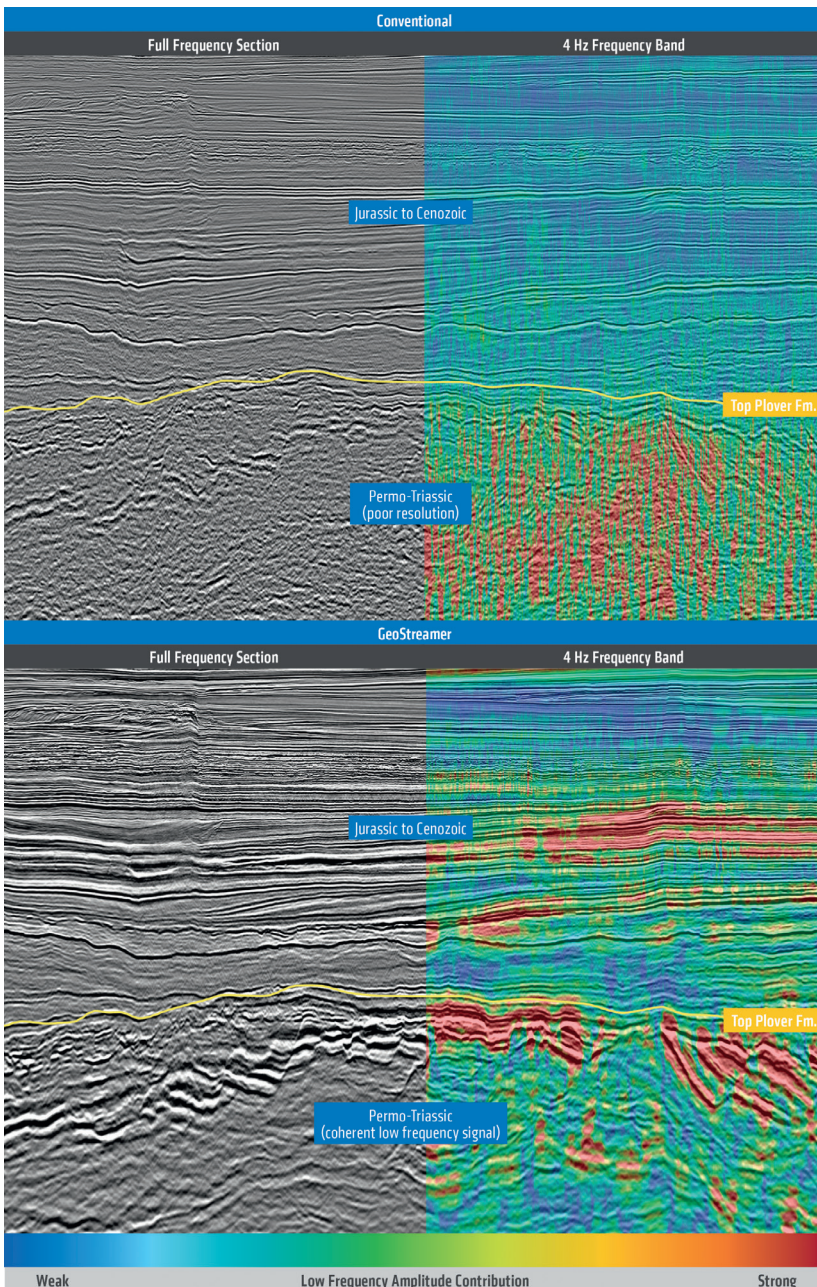 Conventional
Full Frequency Section
4 Hz Frequency Band
Jurassic to Cenozoic
Top Plover Fm.
Permo-Triassic
(poor resolution)
GeoStreamer
Full Frequency Section
4 Hz Frequency Band
Jurassic to Cenozoic
Top Plover Fm.
Permo-Triassic
(coherent low frequency signal)
Weak
Low Frequency Amplitude Contribution
Strong